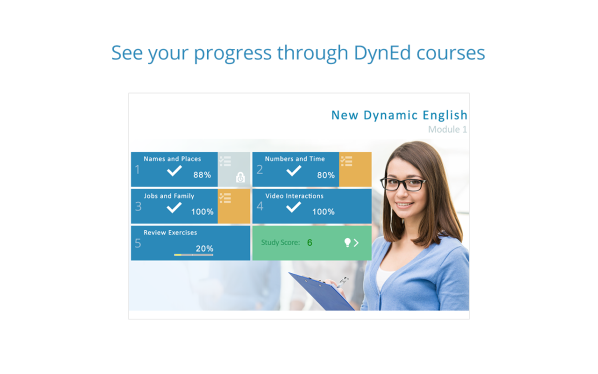 See your progress through DynEd courses
New Dynamic English
Module 1
1 Names and Places
88%
2 Numbers and Time
80%
3 Jobs and Family
100%
4 Video Interactions
100%
5 Review Exercises
20%
Study Score: 6